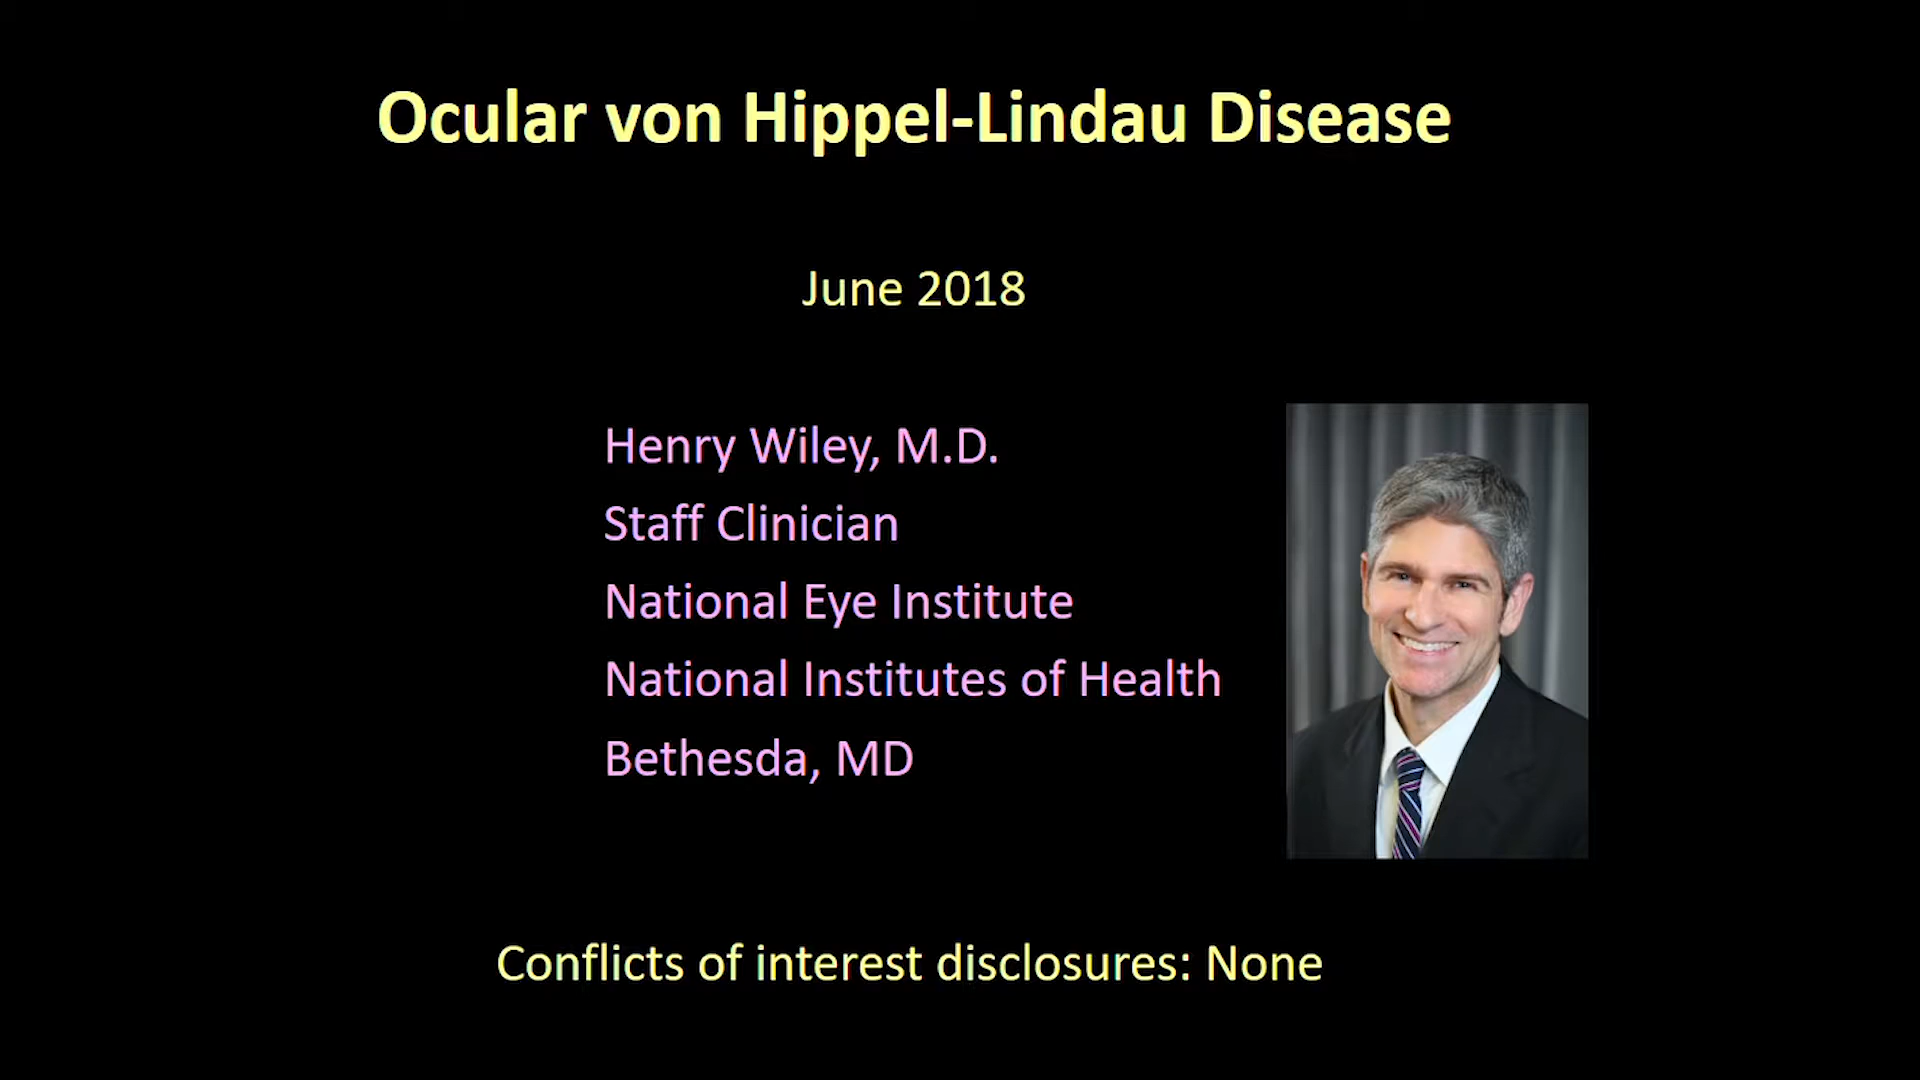 Ocular von Hippel-Lindau Disease
June 2018
Henry Wiley, M.D.
Staff Clinician
National Eye Institute
National Institutes of Health
Bethesda, MD
Conflicts of interest disclosures: None